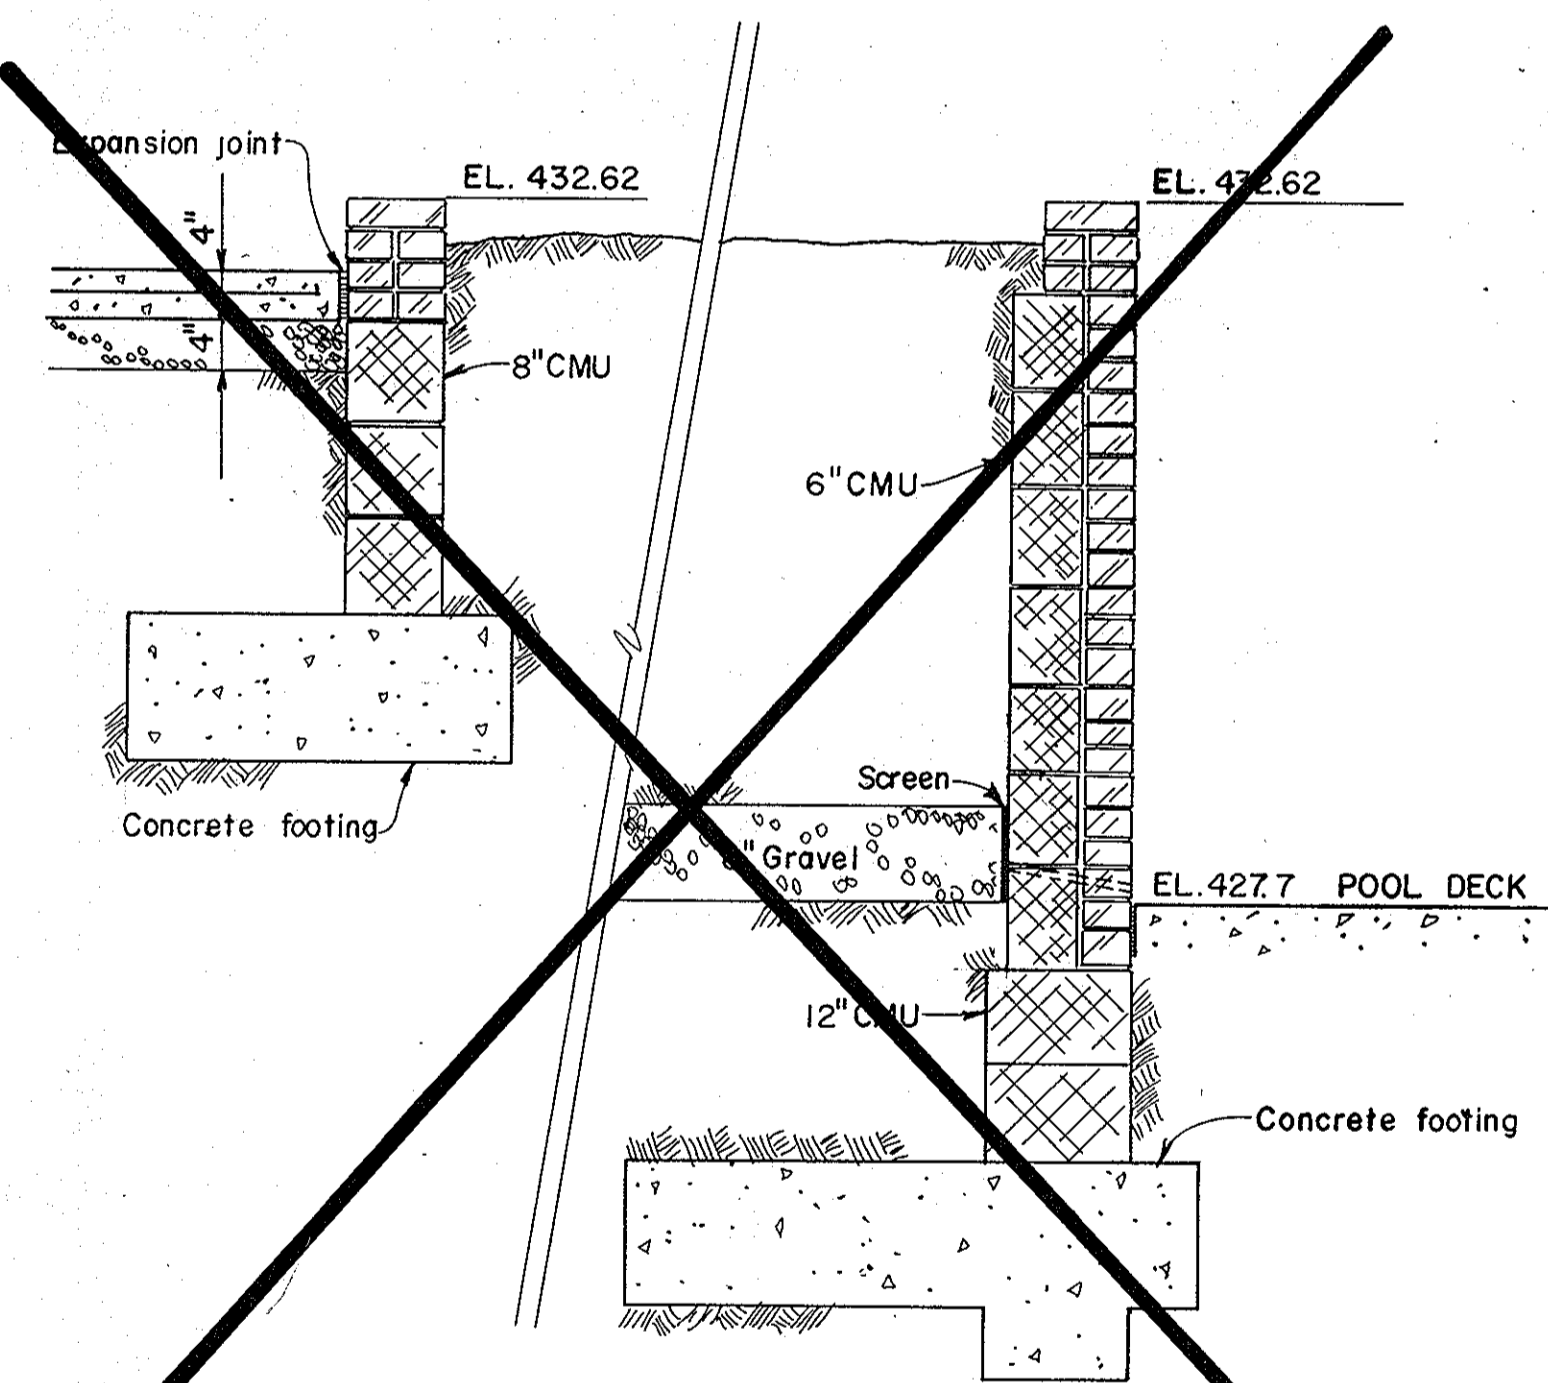 Expansion joint
EL. 432.62
EL. 432.62
4"
4"
8" CMU
6" CMU
Screen
Concrete footing
" Gravel
EL. 427.7 POOL DECK
12" CMU
Concrete footing